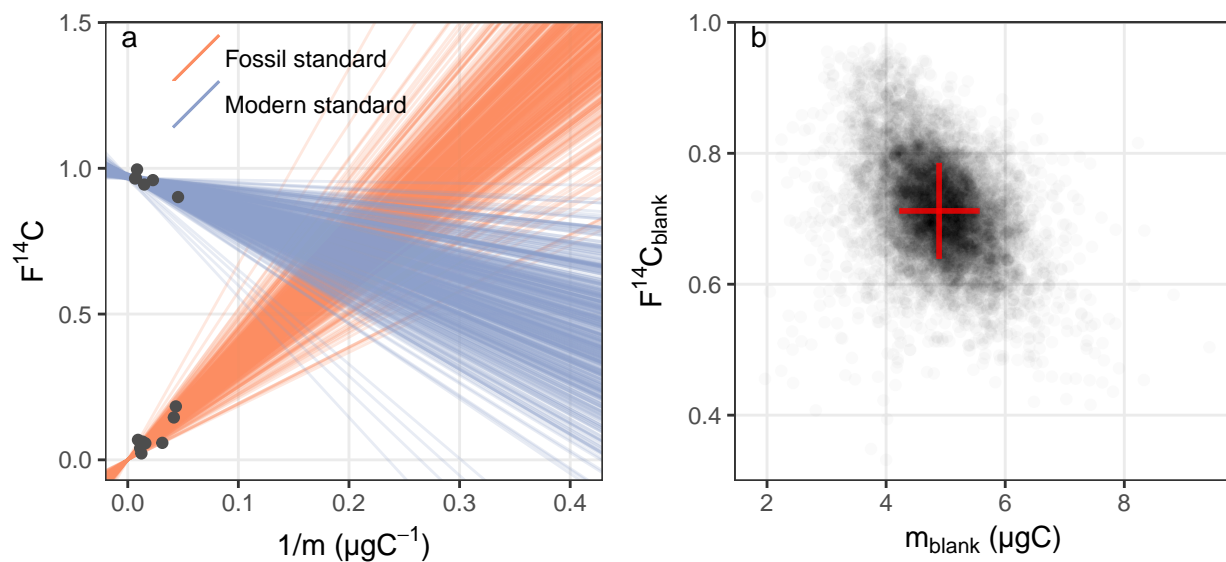 a
Fossil standard
Modern standard
1.5
1.0
0.5
0.0
F¹⁴C
0.0 0.1 0.2 0.3 0.4
1/m (µgC⁻¹)
b
1.0
0.8
0.6
0.4
F¹⁴C_blank
2 4 6 8
m_blank (µgC)